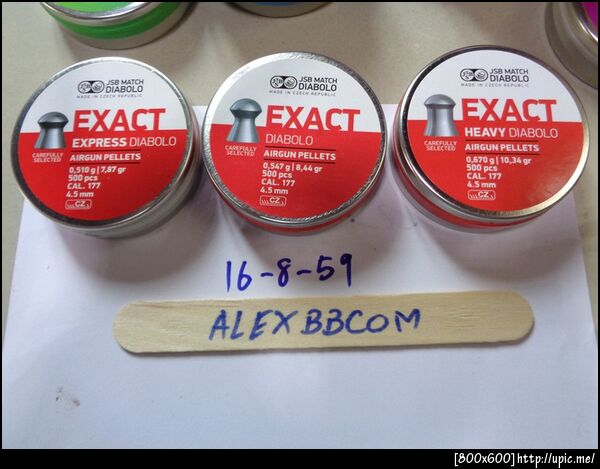 JSB MATCH
DIABOLO
MADE IN CZECH REPUBLIC
EXACT
EXPRESS DIABOLO
AIRGUN PELLETS
CAREFULLY
SELECTED
0,510 g | 7,87 gr
500 pcs
CAL. 177
4.5 mm
CZ
JSB MATCH
DIABOLO
MADE IN CZECH REPUBLIC
EXACT
DIABOLO
AIRGUN PELLETS
CAREFULLY
SELECTED
0,547 g | 8,44 gr
500 pcs
CAL. 177
4.5 mm
CZ
JSB MATCH
DIABOLO
MADE IN CZECH REPUBLIC
EXACT
HEAVY DIABOLO
AIRGUN PELLETS
CAREFULLY
SELECTED
0,670 g | 10,34 gr
500 pcs
CAL. 177
4.5 mm
CZ
16-8-59
ALEXBBCOM
[800x600]http://upic.me/